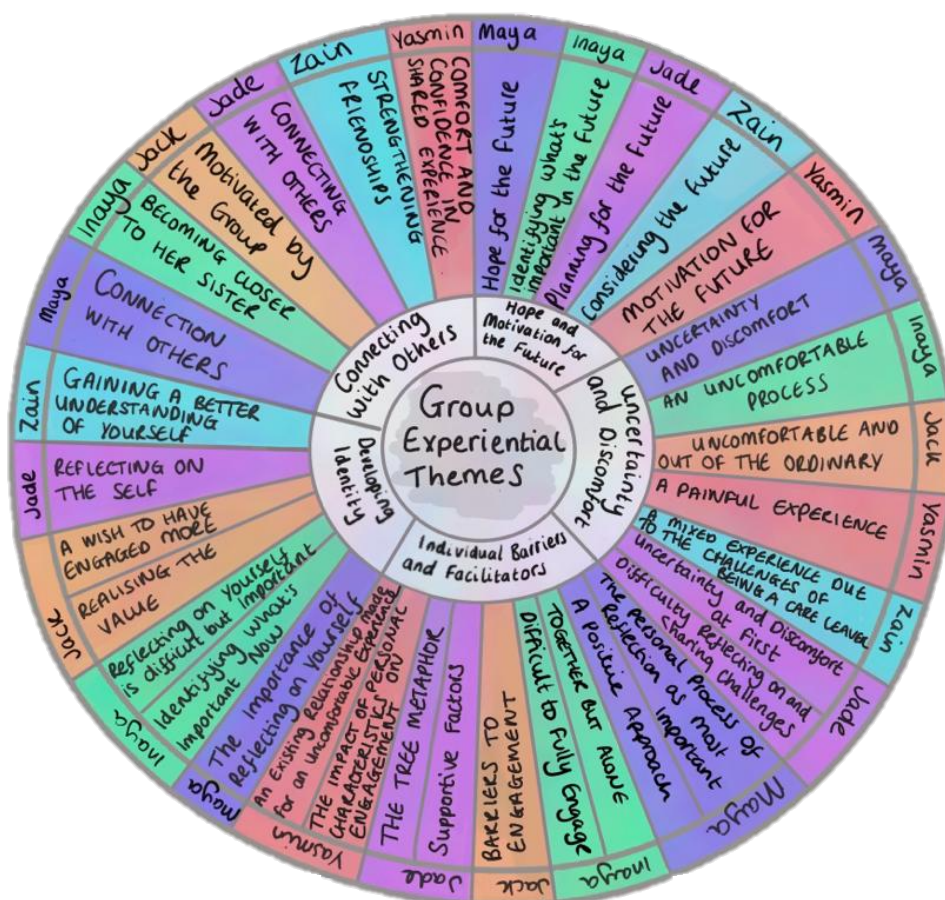 Group
Experiential
Themes
Hope and
Motivation for
the Future
Maya
Hope for the Future
Inaya
Identifying what's
important in the future
Jade
Planning for the Future
Zain
Considering the Future
Yasmin
MOTIVATION FOR
THE FUTURE
Uncertainty
and Discomfort
Maya
UNCERTAINTY
AND DISCOMFORT
Inaya
AN UNCOMFORTABLE
PROCESS
Jack
UNCOMFORTABLE AND
OUT OF THE ORDINARY
Yasmin
A PAINFUL EXPERIENCE
Zain
A MIXED EXPERIENCE DUE
TO THE CHALLENGES OF
BEING A CARE LEAVER
Jade
Uncertainty and Discomfort
at first
Difficulty reflecting on and
sharing challenges
Individual Barriers
and Facilitators
Maya
The personal process of
Reflection as most
important
A Positive Approach
Inaya
TOGETHER BUT ALONE
Difficult to Fully Engage
Jack
BARRIERS TO
ENGAGEMENT
Jade
Supportive Factors
THE TREE METAPHOR
Yasmin
THE IMPACT OF PERSONAL
CHARACTERISTICS ON
ENGAGEMENT
An Existing Relationship made
for an uncomfortable Experience
Developing
Identity
Maya
The Importance of
Reflecting on Yourself
Inaya
Identifying what's
Important Now
Reflecting on yourself
is difficult but important
Jack
REALISING THE
VALUE
A WISH TO HAVE
ENGAGED MORE
Jade
REFLECTING ON
THE SELF
Zain
GAINING A BETTER
UNDERSTANDING
OF YOURSELF
Connecting
With Others
Maya
CONNECTION
WITH OTHERS
Inaya
BECOMING CLOSER
TO HER SISTER
Jack
Motivated by
the Group
Jade
CONNECTING
WITH OTHERS
Zain
STRENGTHENING
FRIENDSHIPS
Yasmin
COMFORT AND
CONFIDENCE IN
SHARED EXPERIENCE